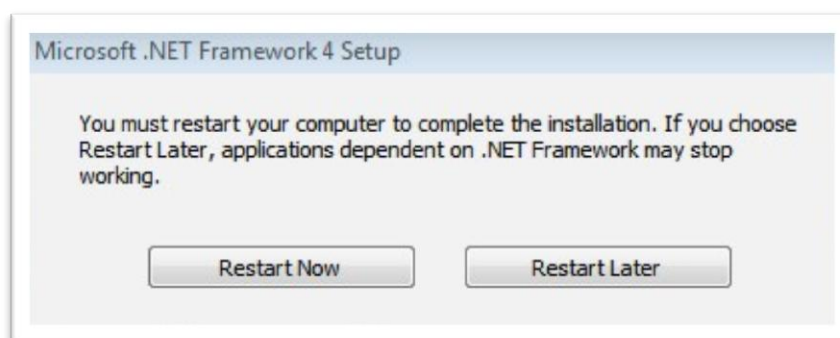 Microsoft .NET Framework 4 Setup
You must restart your computer to complete the installation. If you choose
Restart Later, applications dependent on .NET Framework may stop
working.
Restart Now
Restart Later